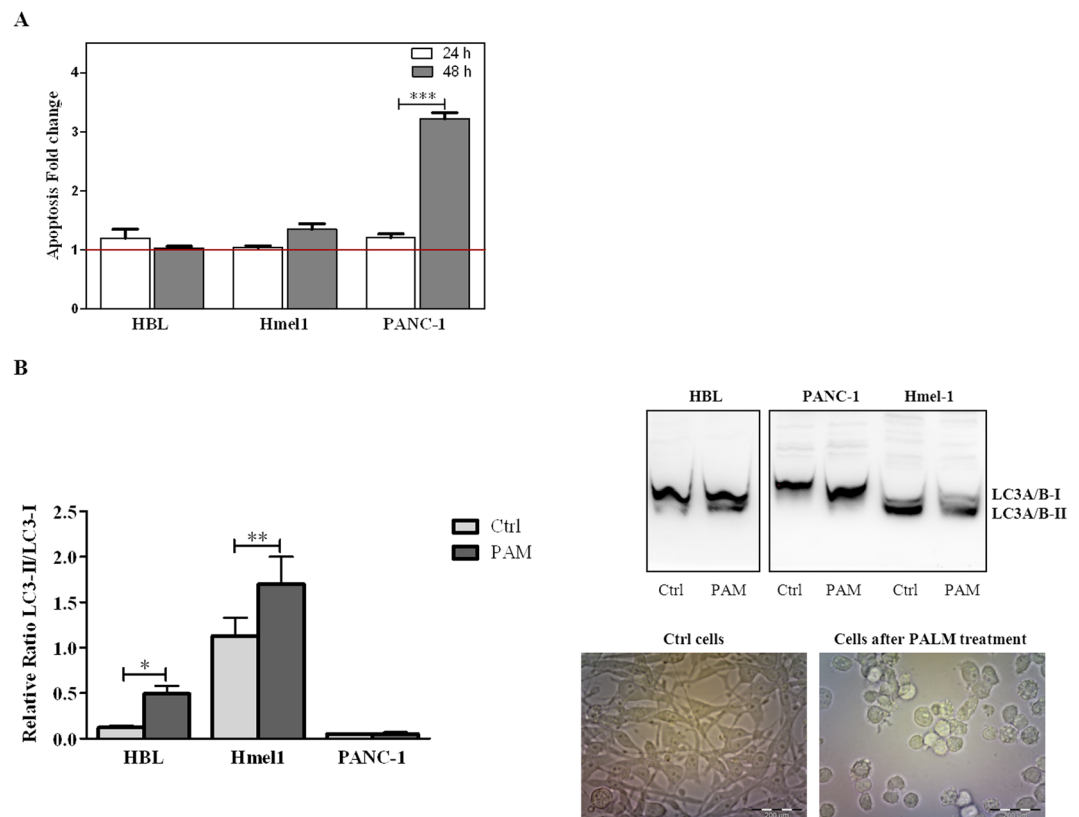 A
24 h
48 h
4
3
2
1
0
***
Apoptosis Fold change
HBL
Hmel1
PANC-1
B
Relative Ratio LC3-II/LC3-I
2.5
2.0
1.5
1.0
0.5
0.0
*
**
Ctrl
PAM
HBL
Hmel1
PANC-1
HBL
PANC-1
Hmel-1
LC3A/B-I
LC3A/B-II
Ctrl
PAM
Ctrl
PAM
Ctrl
PAM
Ctrl cells
Cells after PALM treatment